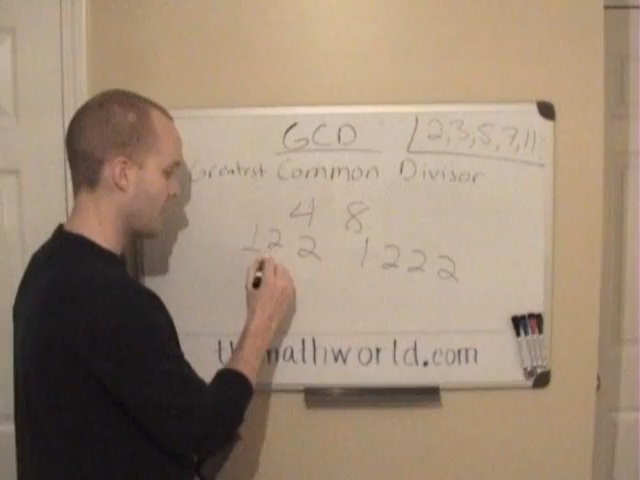 GCD 2,3,5,7,11
Greatest Common Divisor
4 8
1 2 2 1 2 2 2
themathworld.com